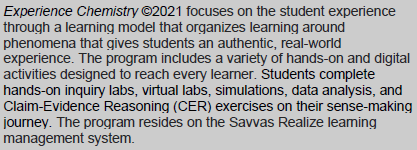 Experience Chemistry ©2021 focuses on the student experience
through a learning model that organizes learning around
phenomena that gives students an authentic, real-world
experience. The program includes a variety of hands-on and digital
activities designed to reach every learner. Students complete
hands-on inquiry labs, virtual labs, simulations, data analysis, and
Claim-Evidence Reasoning (CER) exercises on their sense-making
journey. The program resides on the Savvas Realize learning
management system.